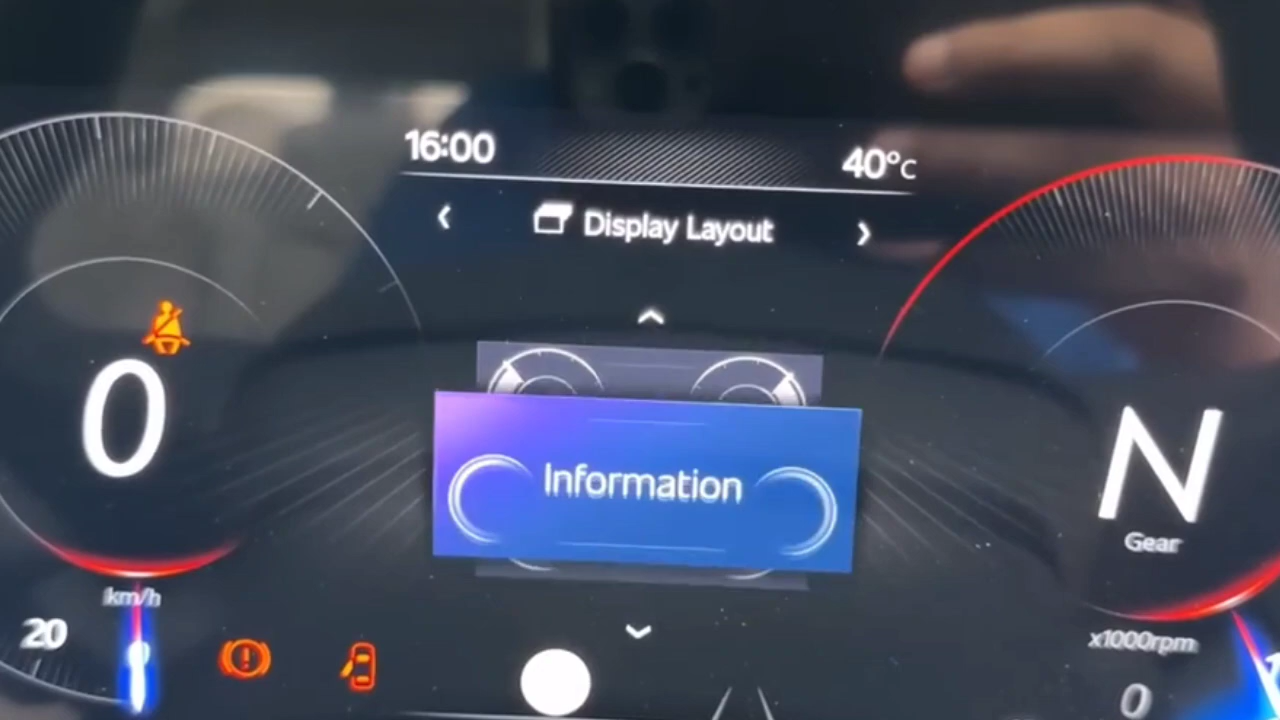 16:00
40°C
Display Layout
0
Information
N
Gear
km/h
20
x1000rpm
0